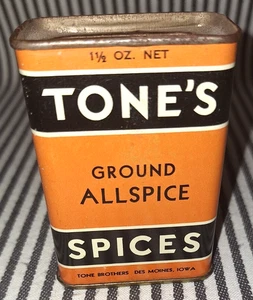 1½ OZ. NET
TONE'S
GROUND
ALLSPICE
SPICES
TONE BROTHERS DES MOINES, IOWA